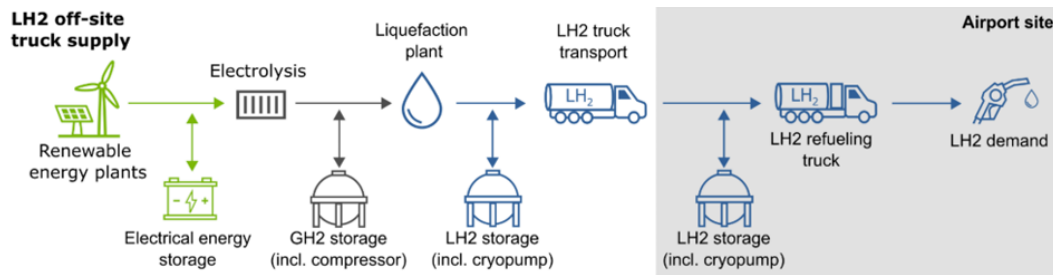 LH2 off-site
truck supply
Airport site
Liquefaction
plant
LH2 truck
transport
Electrolysis
LH₂
LH₂
Renewable
energy plants
LH2 refueling
truck
LH2 demand
Electrical energy
storage
GH2 storage
(incl. compressor)
LH2 storage
(incl. cryopump)
LH2 storage
(incl. cryopump)